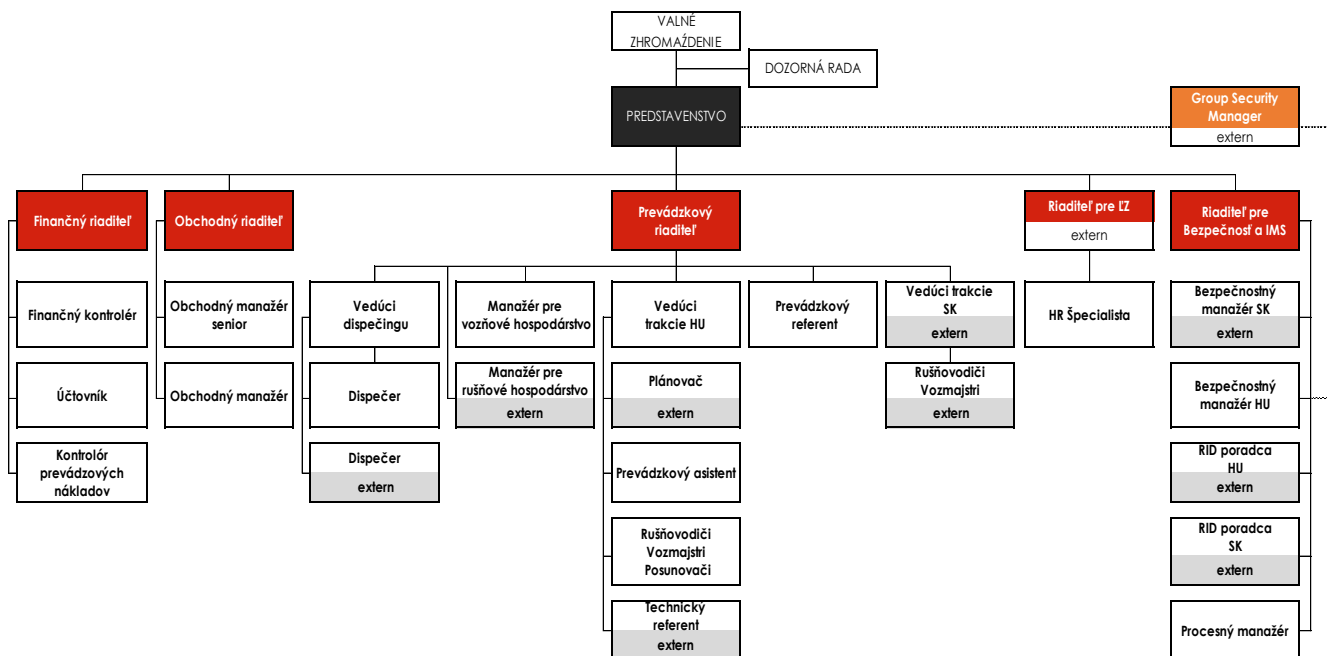 VALNÉ
ZHROMAŽDENIE
DOZORNÁ RADA
PREDSTAVENSTVO
Group Security
Manager
extern
Finančný riaditeľ
Obchodný riaditeľ
Prevádzkový
riaditeľ
Riaditeľ pre ĽZ
extern
Riaditeľ pre
Bezpečnosť a IMS
Finančný kontrolér
Obchodný manažér
senior
Vedúci
dispečingu
Manažér pre
vozňové hospodárstvo
Vedúci
trakcie HU
Prevádzkový
referent
Vedúci trakcie
SK
extern
HR Špecialista
Bezpečnostný
manažér SK
extern
Účtovník
Obchodný manažér
Dispečer
Manažér pre
rušňové hospodárstvo
extern
Plánovač
extern
Rušňovodiči
Vozmajstri
extern
Bezpečnostný
manažér HU
Kontrolór
prevádzových
nákladov
Dispečer
extern
Prevádzkový asistent
RID poradca
HU
extern
Rušňovodiči
Vozmajstri
Posunovači
RID poradca
SK
extern
Technický
referent
extern
Procesný manažér